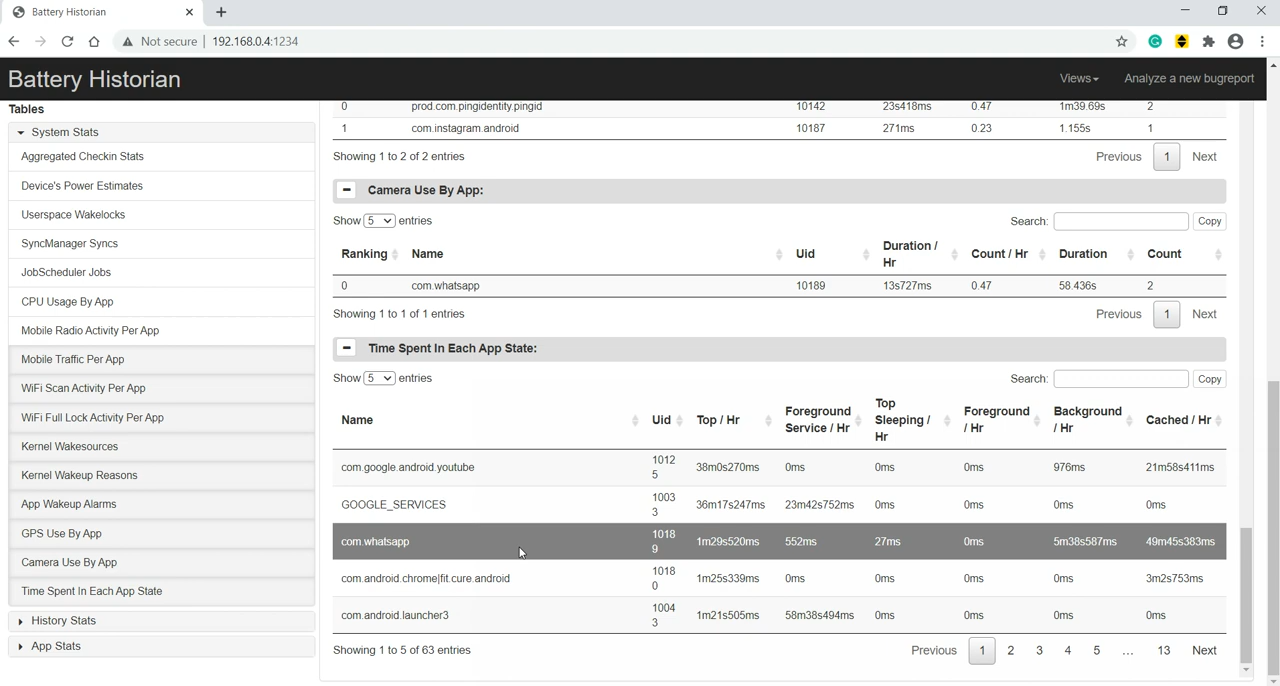 Battery Historian
Not secure | 192.168.0.4:1234
Battery Historian
Views
Analyze a new bugreport
Tables
System Stats
Aggregated Checkin Stats
Device's Power Estimates
Userspace Wakelocks
SyncManager Syncs
JobScheduler Jobs
CPU Usage By App
Mobile Radio Activity Per App
Mobile Traffic Per App
WiFi Scan Activity Per App
WiFi Full Lock Activity Per App
Kernel Wakesources
Kernel Wakeup Reasons
App Wakeup Alarms
GPS Use By App
Camera Use By App
Time Spent In Each App State
History Stats
App Stats
0 prod.com.pingidentity.pingid 10142 23s418ms 0.47 1m39.69s 2
1 com.instagram.android 10187 271ms 0.23 1.155s 1
Showing 1 to 2 of 2 entries Previous 1 Next
Camera Use By App:
Show 5 entries Search: Copy
Ranking Name Uid Duration / Hr Count / Hr Duration Count
0 com.whatsapp 10189 13s727ms 0.47 58.436s 2
Showing 1 to 1 of 1 entries Previous 1 Next
Time Spent In Each App State:
Show 5 entries Search: Copy
Name Uid Top / Hr Foreground Service / Hr Top Sleeping / Hr Foreground / Hr Background / Hr Cached / Hr
com.google.android.youtube 10125 38m0s270ms 0ms 0ms 0ms 976ms 21m58s411ms
GOOGLE_SERVICES 10033 36m17s247ms 23m42s752ms 0ms 0ms 0ms 0ms
com.whatsapp 10189 1m29s520ms 552ms 27ms 0ms 5m38s587ms 49m45s383ms
com.android.chrome|fit.cure.android 10180 1m25s339ms 0ms 0ms 0ms 0ms 3m2s753ms
com.android.launcher3 10043 1m21s505ms 58m38s494ms 0ms 0ms 0ms 0ms
Showing 1 to 5 of 63 entries Previous 1 2 3 4 5 … 13 Next